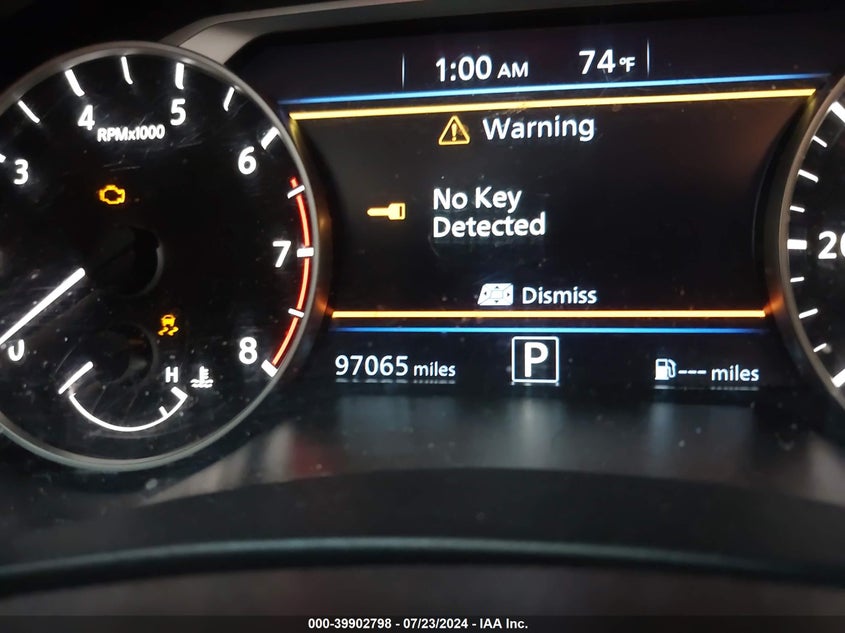 1:00 AM 74°F
4 5
RPMx1000
Warning
3 6
No Key
Detected
7 20
Dismiss
8
H
97065 miles P --- miles
000-39902798 - 07/23/2024 - IAA Inc.